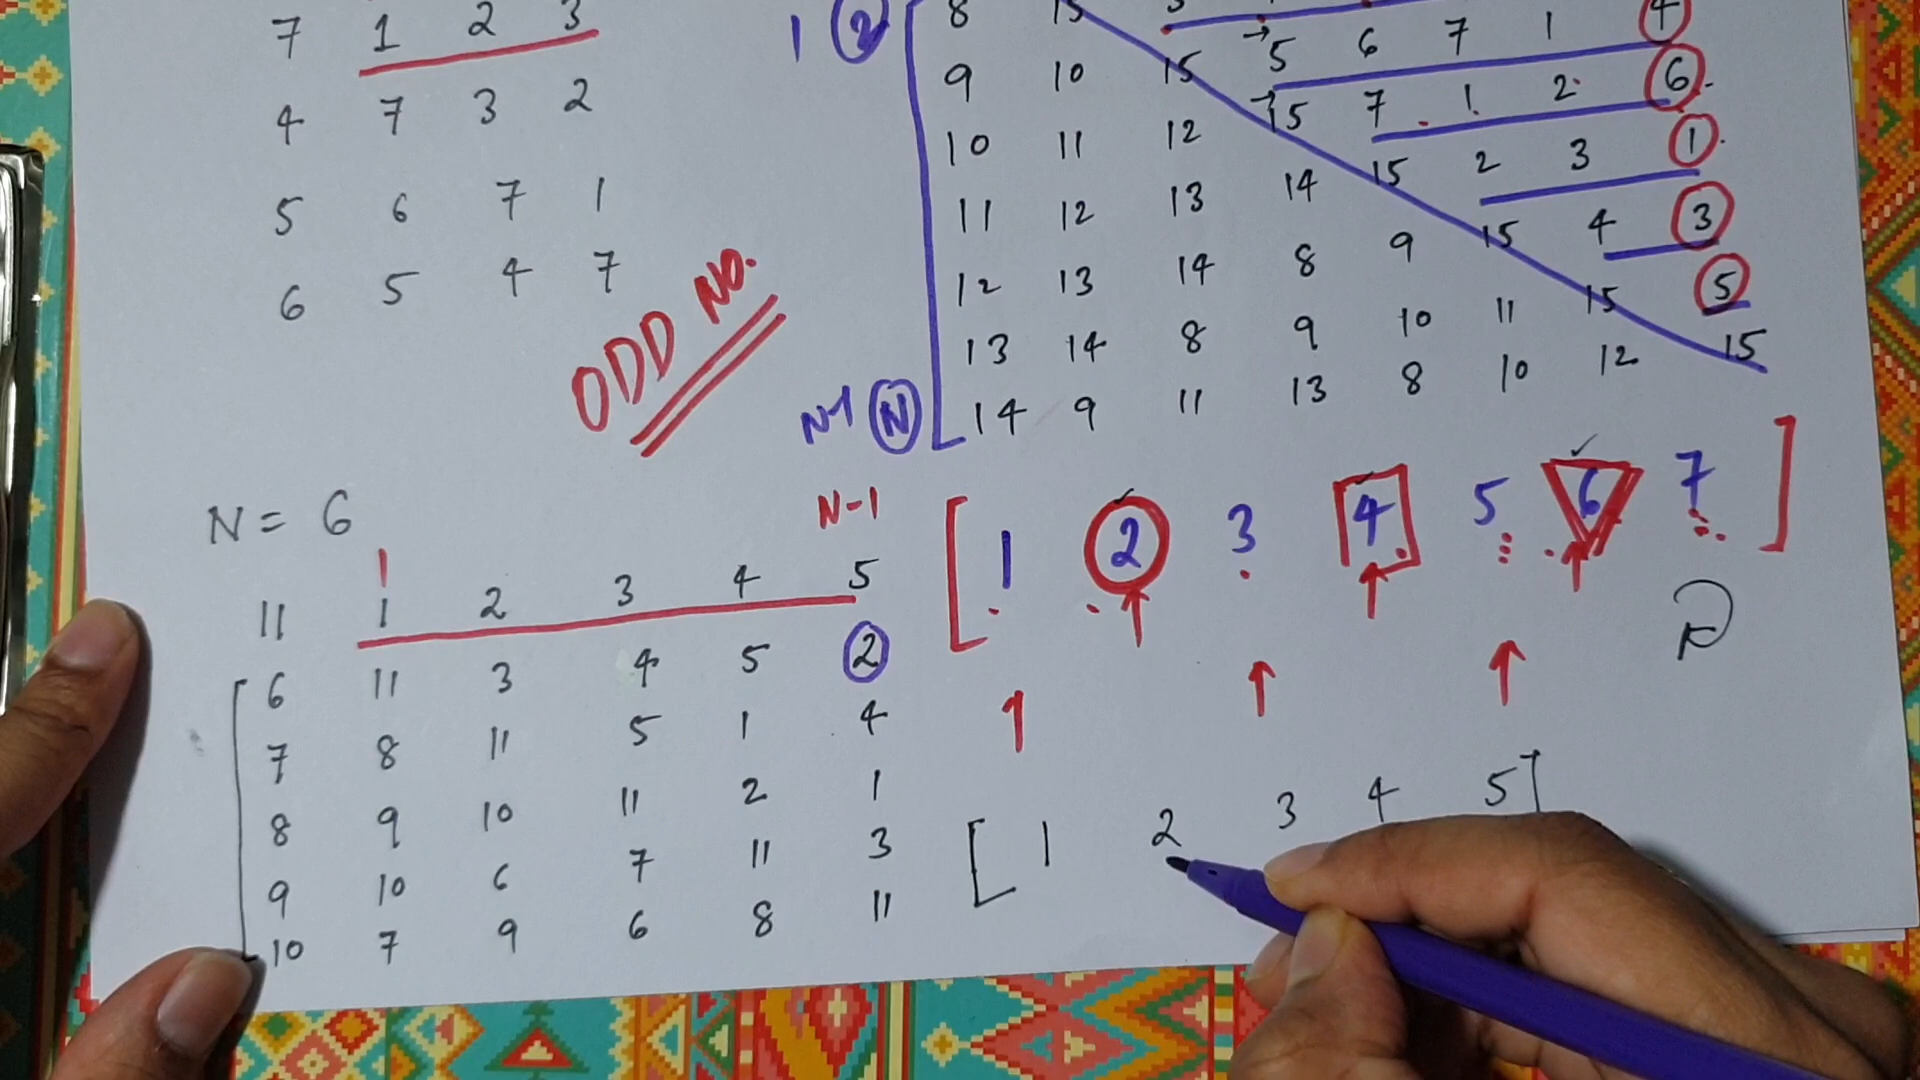 7 1 2 3
4 7 3 2
5 6 7 1
6 5 4 7
ODD NO.
1 2
8 15
9 10 15 5 6 7 1 4
10 11 12 15 7 1 2 6
11 12 13 14 15 2 3 1
12 13 14 8 9 15 4 3
13 14 8 9 10 11 15 5
14 9 11 13 8 10 12 15
N-1 N
[ 1 2 3 4 5 6 7 ]
N = 6
N-1
1
11 1 2 3 4 5
6 11 3 4 5 2
7 8 11 5 1 4
8 9 10 11 2 1
9 10 6 7 11 3
10 7 9 6 8 11
[ 1 2 3 4 5 ]